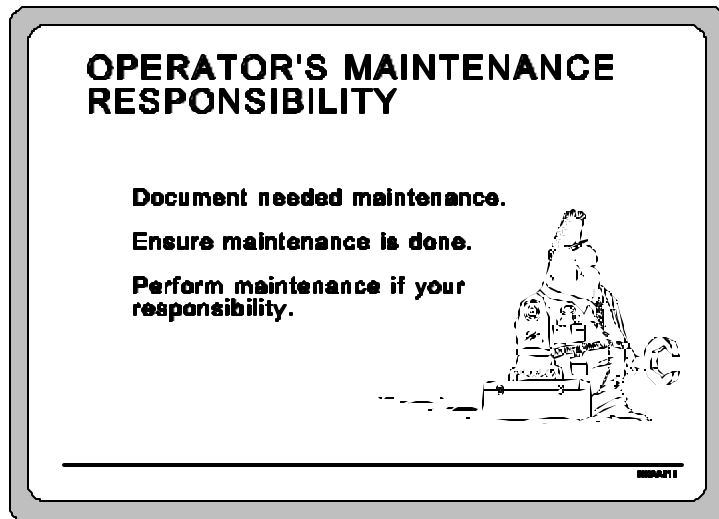 OPERATOR'S MAINTENANCE
RESPONSIBILITY
Document needed maintenance.
Ensure maintenance is done.
Perform maintenance if your
responsibility.